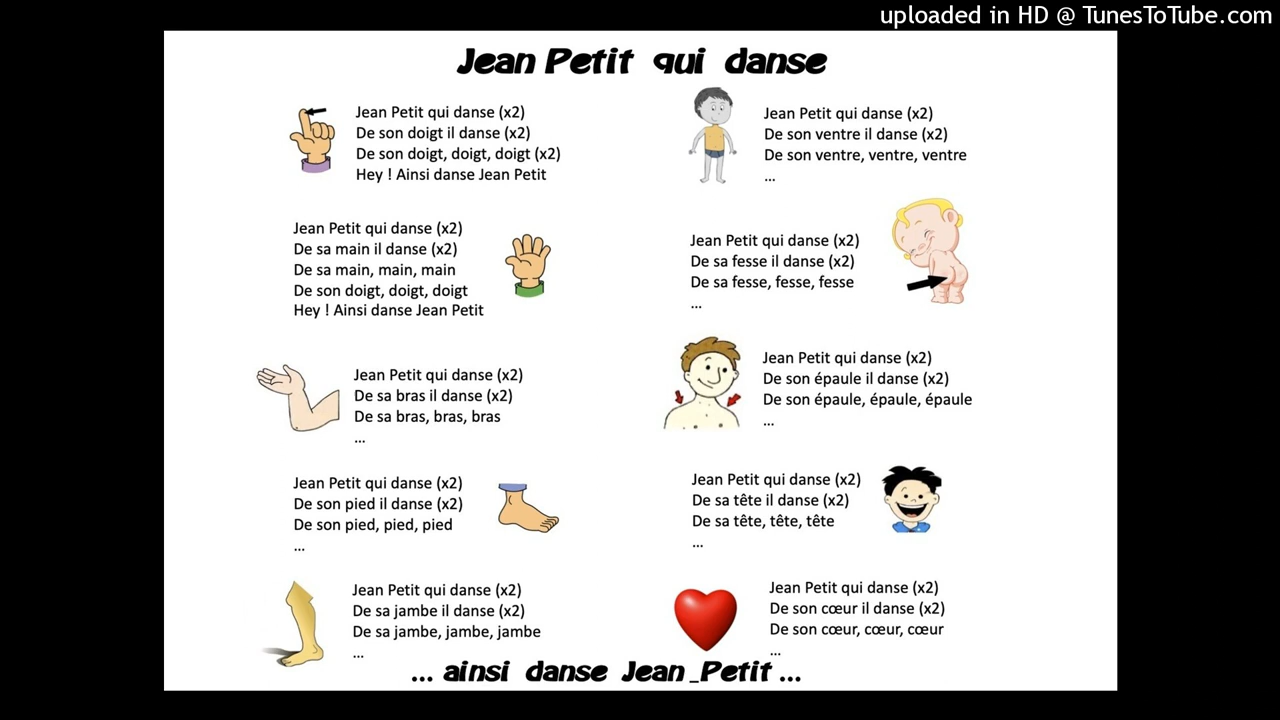 uploaded in HD @ TunesToTube.com
Jean Petit qui danse
Jean Petit qui danse (x2)
De son doigt il danse (x2)
De son doigt, doigt, doigt (x2)
Hey ! Ainsi danse Jean Petit
Jean Petit qui danse (x2)
De sa main il danse (x2)
De sa main, main, main
De son doigt, doigt, doigt
Hey ! Ainsi danse Jean Petit
Jean Petit qui danse (x2)
De sa bras il danse (x2)
De sa bras, bras, bras
...
Jean Petit qui danse (x2)
De son pied il danse (x2)
De son pied, pied, pied
...
Jean Petit qui danse (x2)
De sa jambe il danse (x2)
De sa jambe, jambe, jambe
...
Jean Petit qui danse (x2)
De son ventre il danse (x2)
De son ventre, ventre, ventre
...
Jean Petit qui danse (x2)
De sa fesse il danse (x2)
De sa fesse, fesse, fesse
...
Jean Petit qui danse (x2)
De son épaule il danse (x2)
De son épaule, épaule, épaule
...
Jean Petit qui danse (x2)
De sa tête il danse (x2)
De sa tête, tête, tête
...
Jean Petit qui danse (x2)
De son cœur il danse (x2)
De son cœur, cœur, cœur
...
... ainsi danse Jean_Petit ...